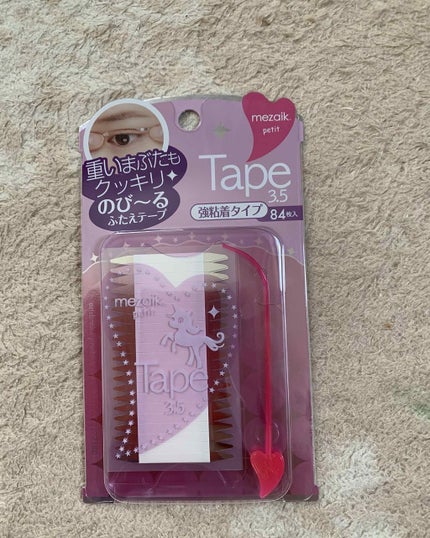 mezaik.
petit
重いまぶたも
クッキリ
のび～る
ふたえテープ
Tape
3.5
強粘着タイプ
84枚入
mezaik
petit
Tape
3.5